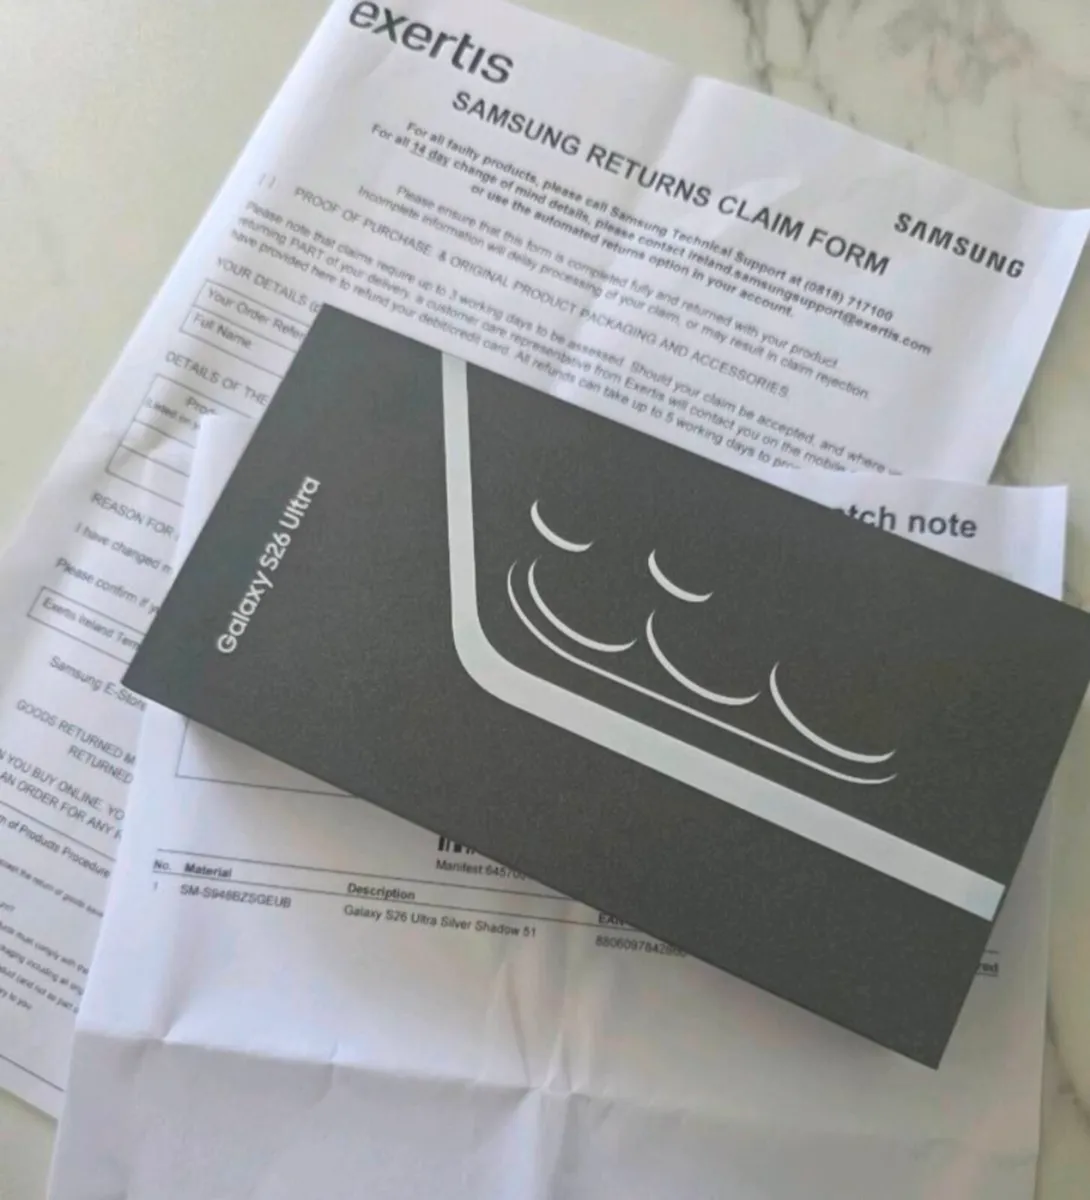 exertis
SAMSUNG RETURNS CLAIM FORM
SAMSUNG
For all faulty products, please call Samsung Technical Support at (0818) 717100
For all 14 day change of mind details, please contact ireland.samsungsupport@exertis.com
or use the automated returns option in your account.
Please ensure that this form is completed fully and returned with your product.
Incomplete information will delay processing of your claim, or may result in claim rejection.
[ ] PROOF OF PURCHASE & ORIGINAL PRODUCT PACKAGING AND ACCESSORIES.
Please note that claims require up to 3 working days to be assessed. Should your claim be accepted, and where
returning PART of your delivery, a customer care representative from Exertis will contact you on the mobile
have provided here to refund your debit/credit card. All refunds can take up to 5 working days to
YOUR DETAILS
Your Order
Full Name
DETAILS OF THE
REASON FOR
I have changed
Please confirm if
Exertis Ireland
Samsung E-Store
GOODS RETURNED
RETURNED
YOU BUY ONLINE, YO
AN ORDER FOR ANY
of Products Procedure
Galaxy S26 Ultra
tch note
Manifest:
No. Material Description EAN
1 SM-S948BZSGEUB Galaxy S26 Ultra Silver Shadow 51